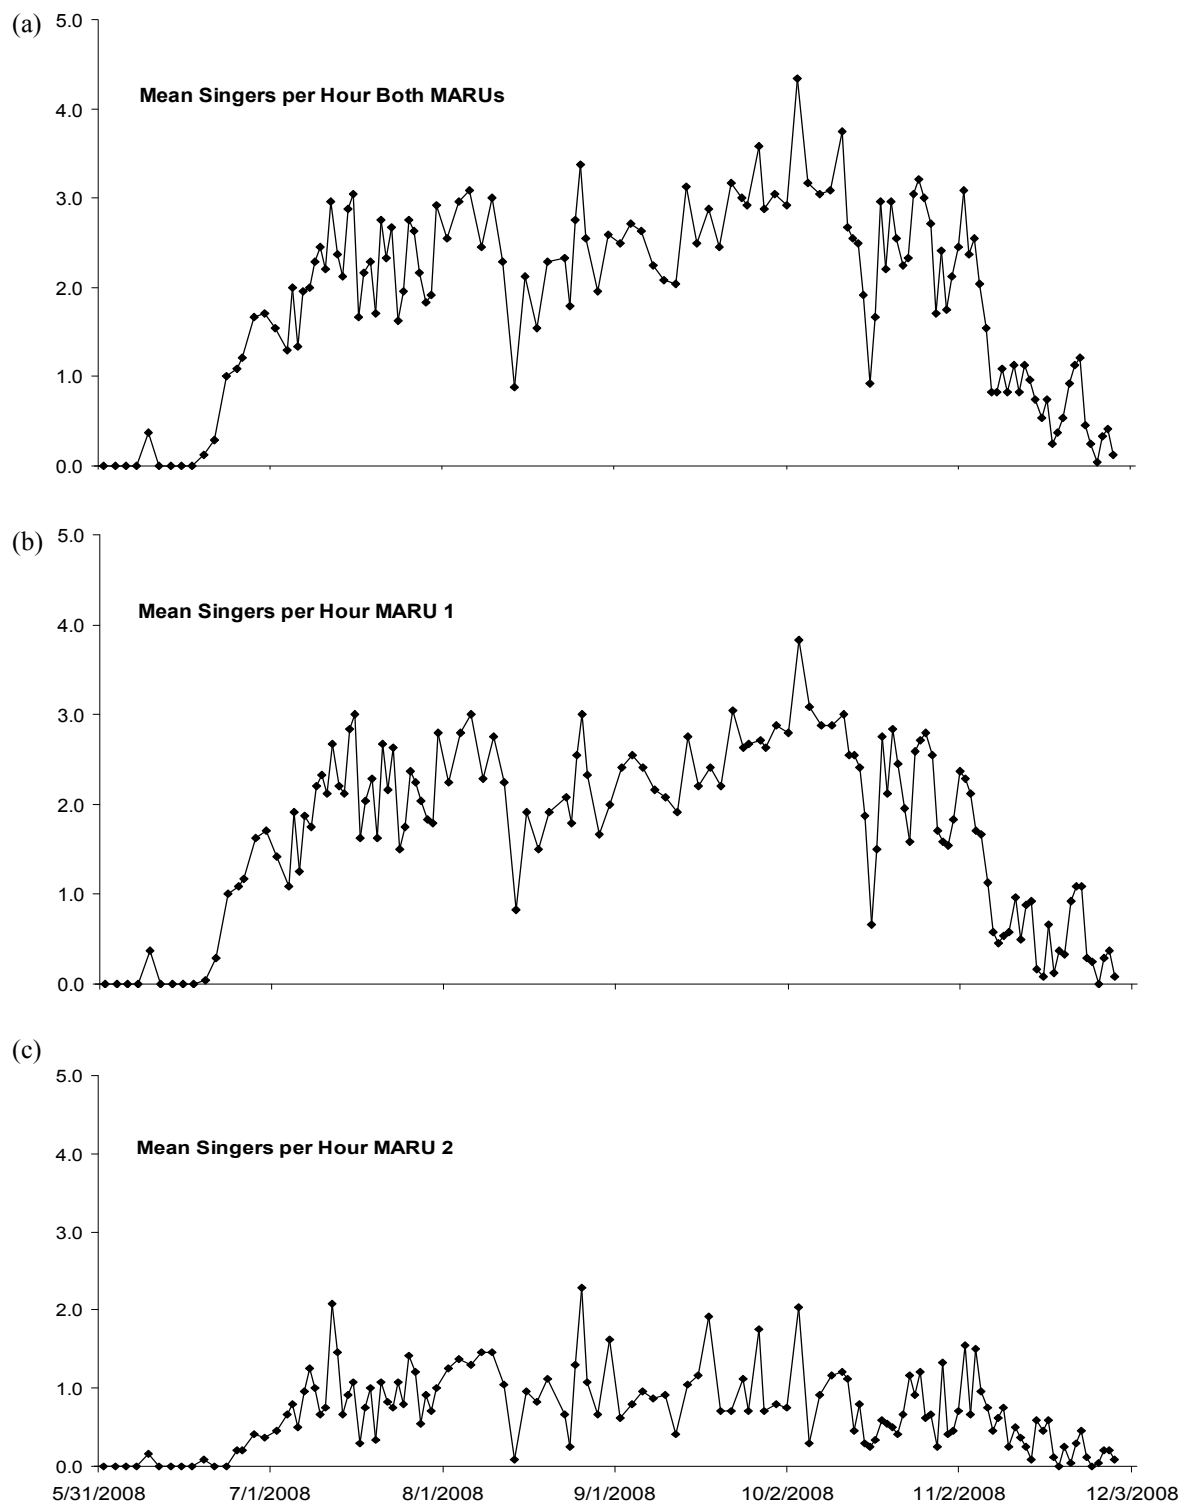 (a)
5.0
Mean Singers per Hour Both MARUs
4.0
3.0
2.0
1.0
0.0
(b)
5.0
Mean Singers per Hour MARU 1
4.0
3.0
2.0
1.0
0.0
(c)
5.0
Mean Singers per Hour MARU 2
4.0
3.0
2.0
1.0
0.0
5/31/2008 7/1/2008 8/1/2008 9/1/2008 10/2/2008 11/2/2008 12/3/2008